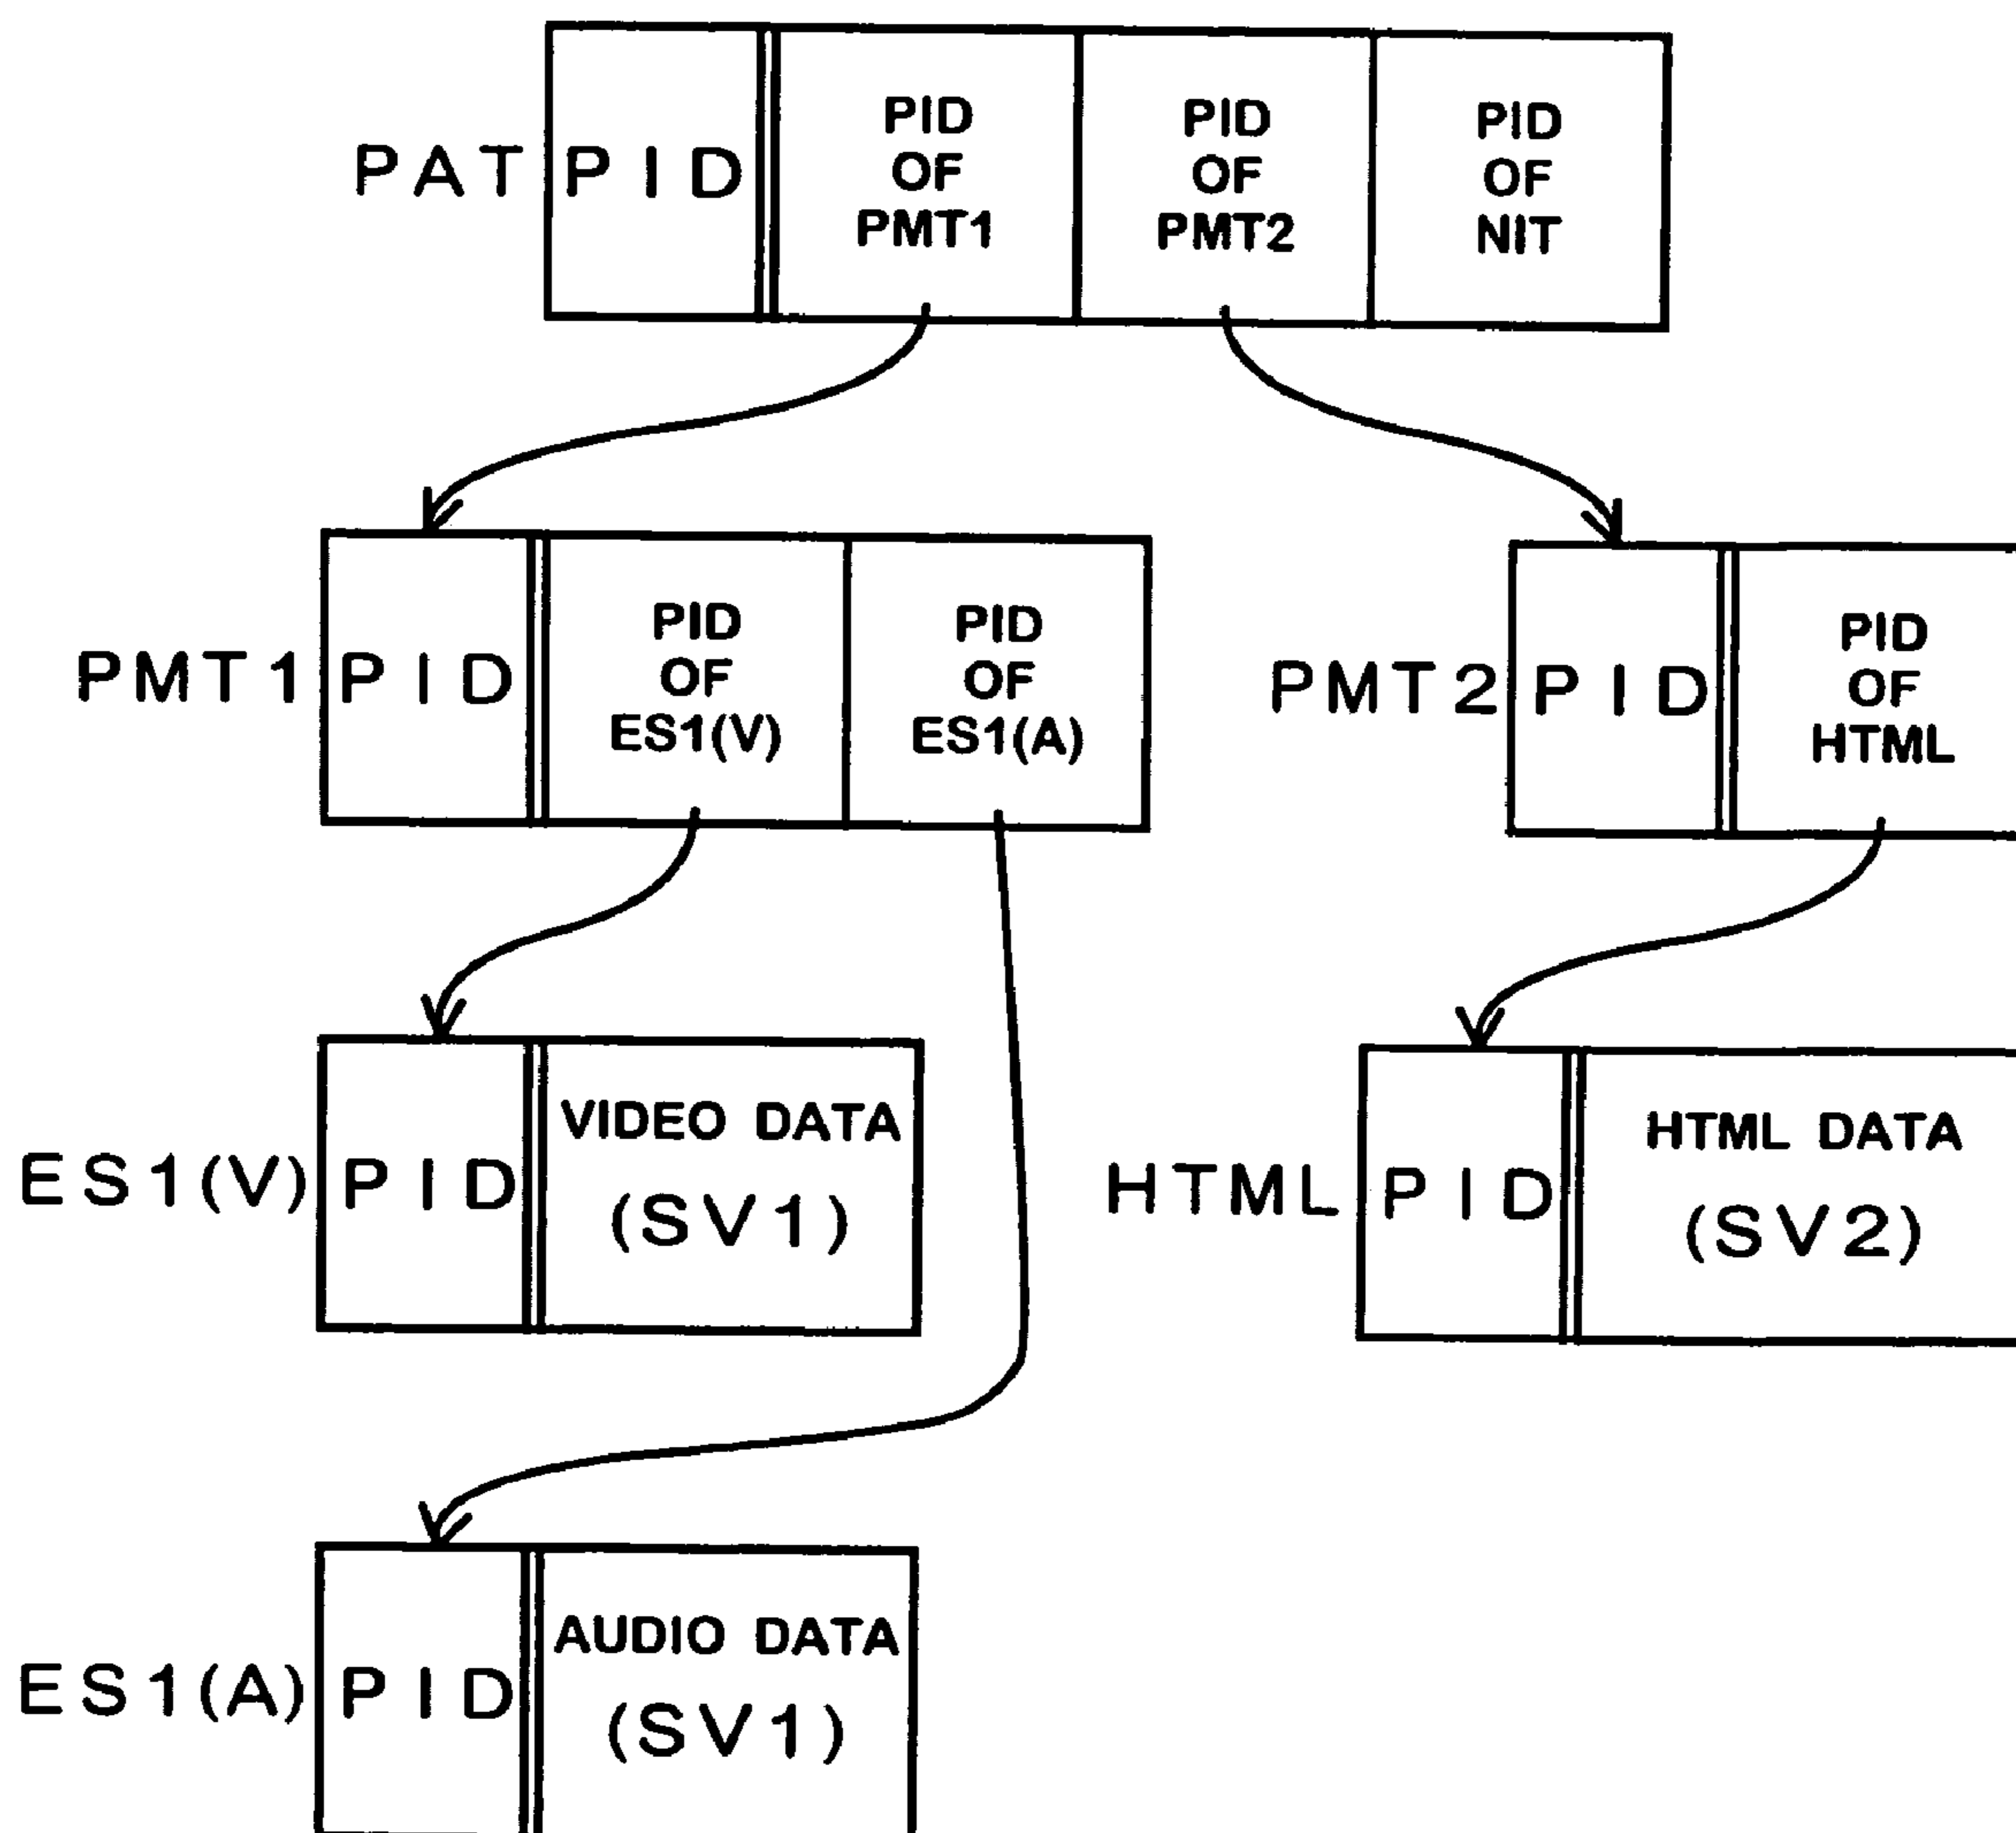 PAT PID
PID
OF
PMT1
PID
OF
PMT2
PID
OF
NIT
PMT1 PID
PID
OF
ES1(V)
PID
OF
ES1(A)
PMT2 PID
PID
OF
HTML
ES1(V) PID
VIDEO DATA
(SV1)
HTML PID
HTML DATA
(SV2)
ES1(A) PID
AUDIO DATA
(SV1)